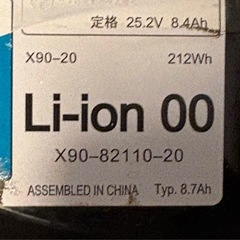 定格 25.2V 8.4Ah
X90-20 212Wh
Li-ion 00
X90-82110-20
ASSEMBLED IN CHINA Typ. 8.7Ah